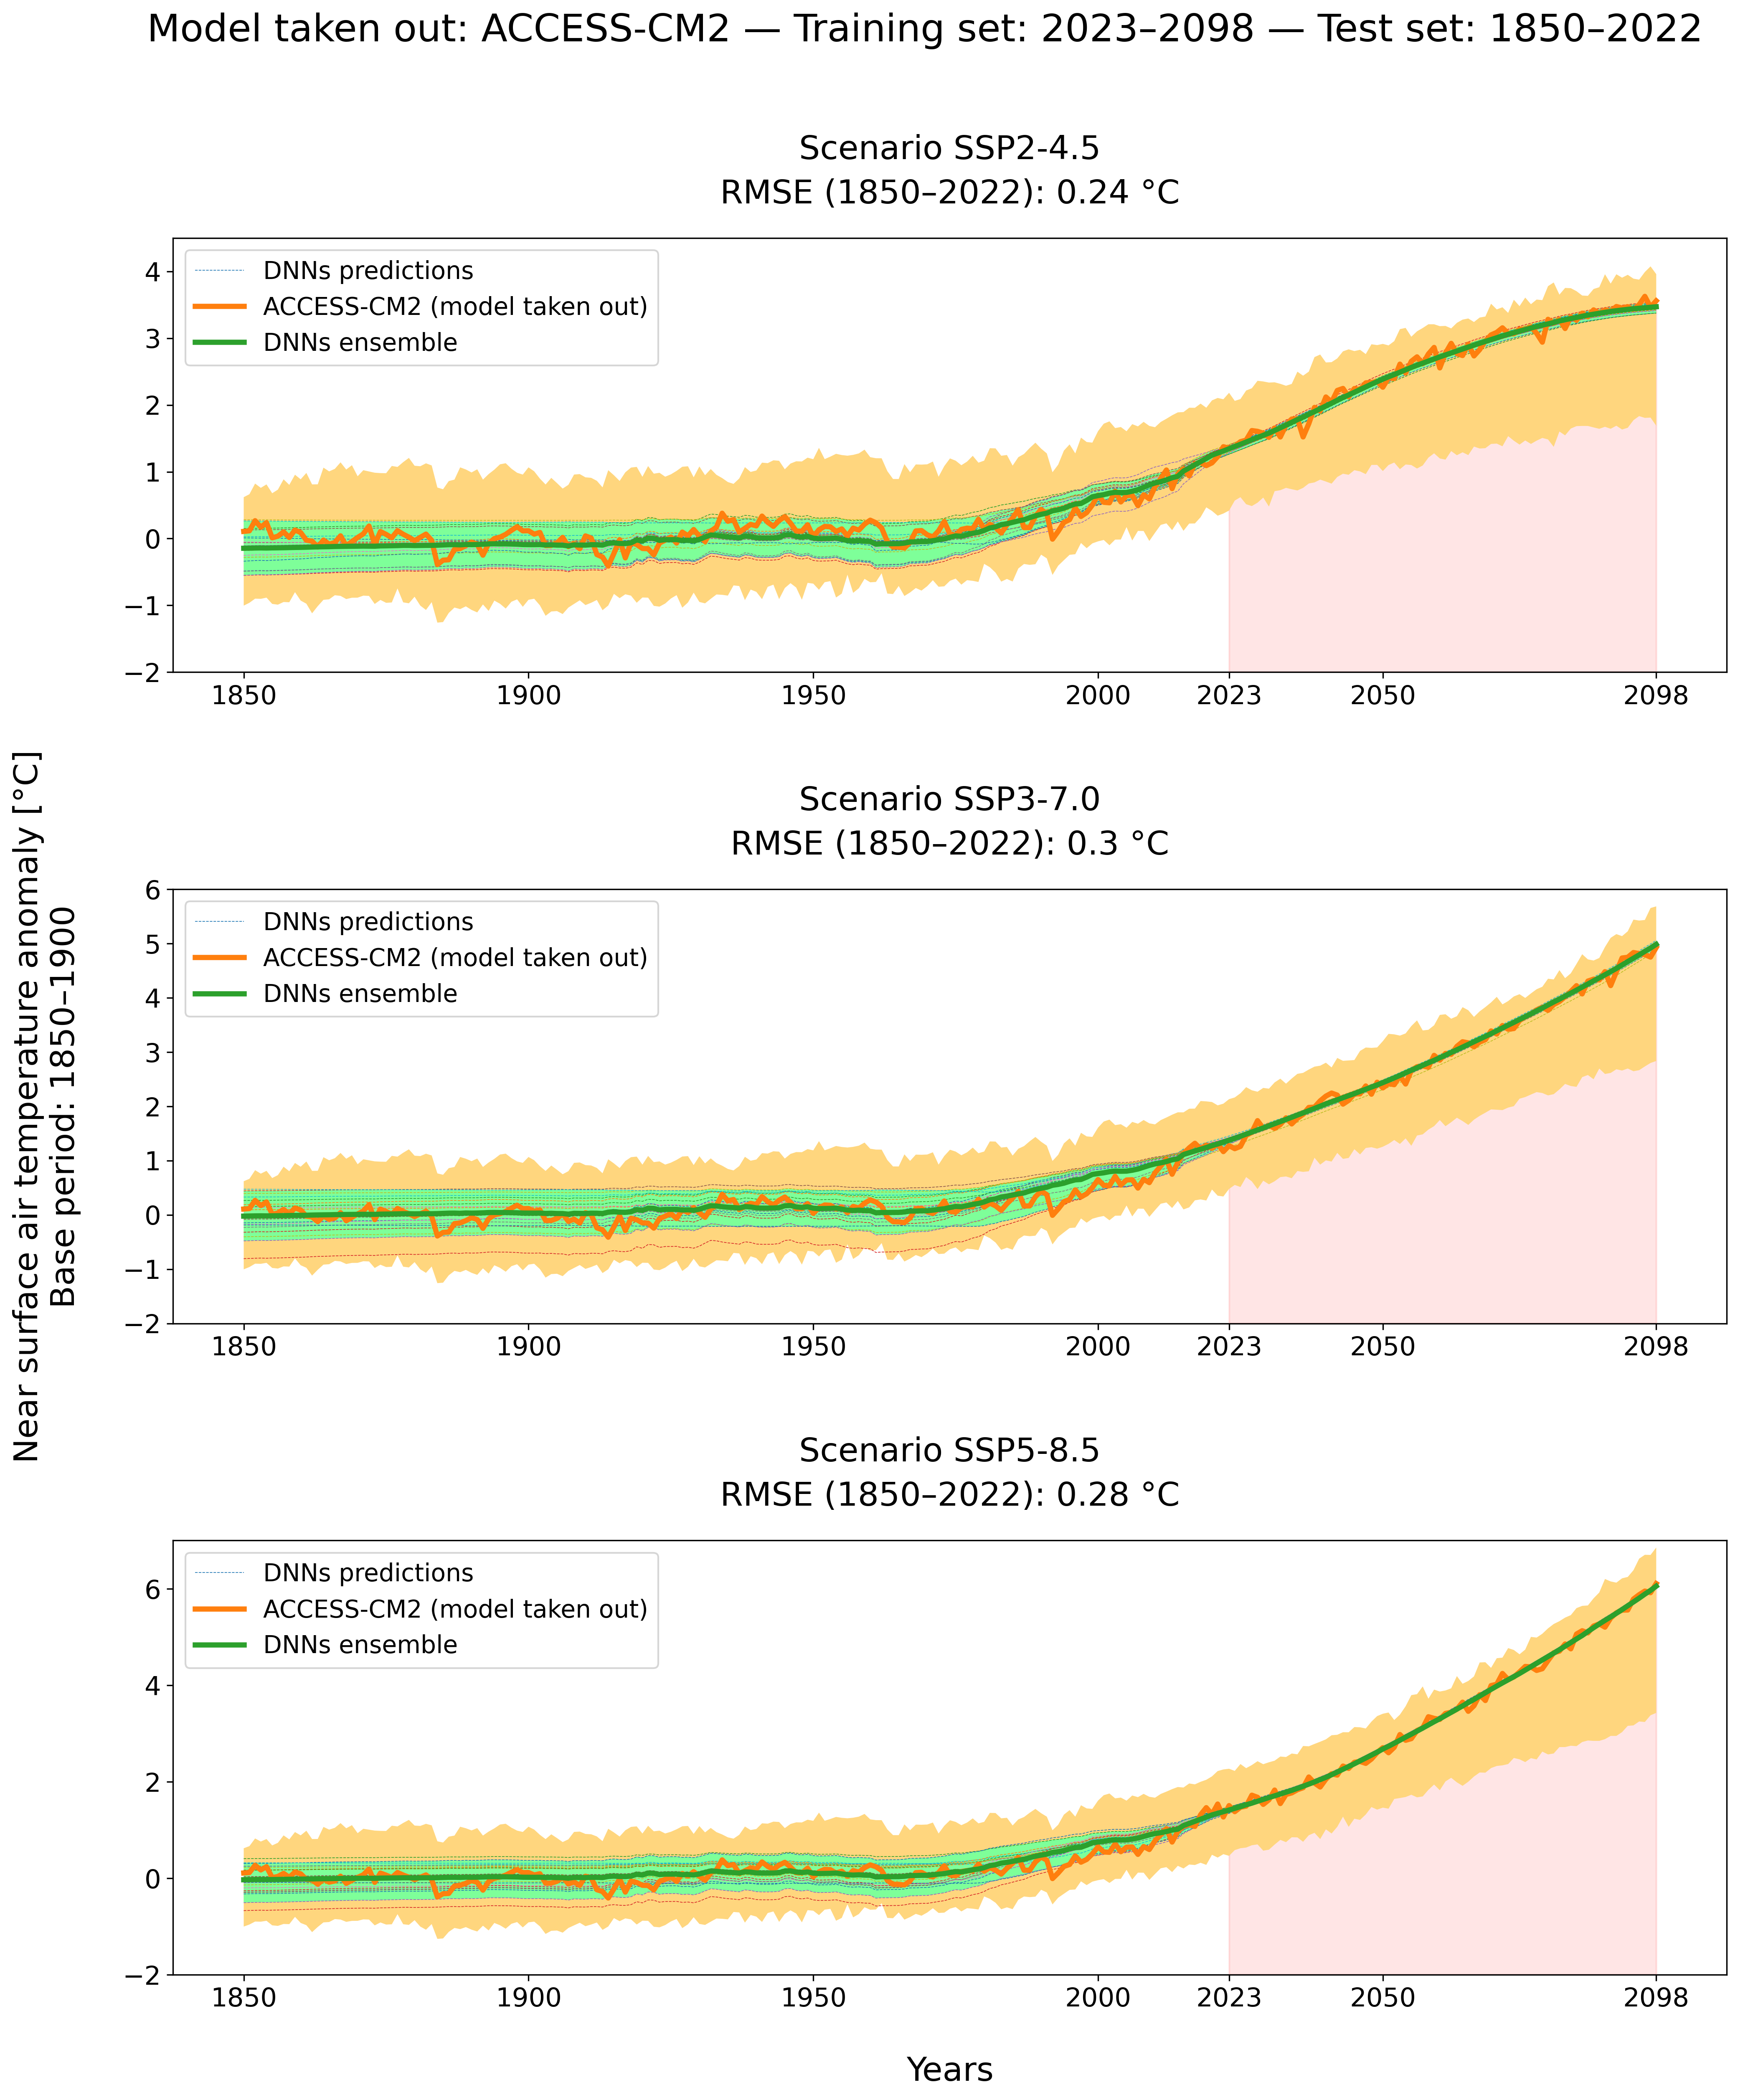 Model taken out: ACCESS-CM2 — Training set: 2023–2098 — Test set: 1850–2022
Scenario SSP2-4.5
RMSE (1850–2022): 0.24 °C
DNNs predictions
ACCESS-CM2 (model taken out)
DNNs ensemble
4
3
2
1
0
−1
−2
1850 1900 1950 2000 2023 2050 2098
Near surface air temperature anomaly [°C]
Base period: 1850–1900
Scenario SSP3-7.0
RMSE (1850–2022): 0.3 °C
DNNs predictions
ACCESS-CM2 (model taken out)
DNNs ensemble
6
5
4
3
2
1
0
−1
−2
1850 1900 1950 2000 2023 2050 2098
Scenario SSP5-8.5
RMSE (1850–2022): 0.28 °C
DNNs predictions
ACCESS-CM2 (model taken out)
DNNs ensemble
6
4
2
0
−2
1850 1900 1950 2000 2023 2050 2098
Years